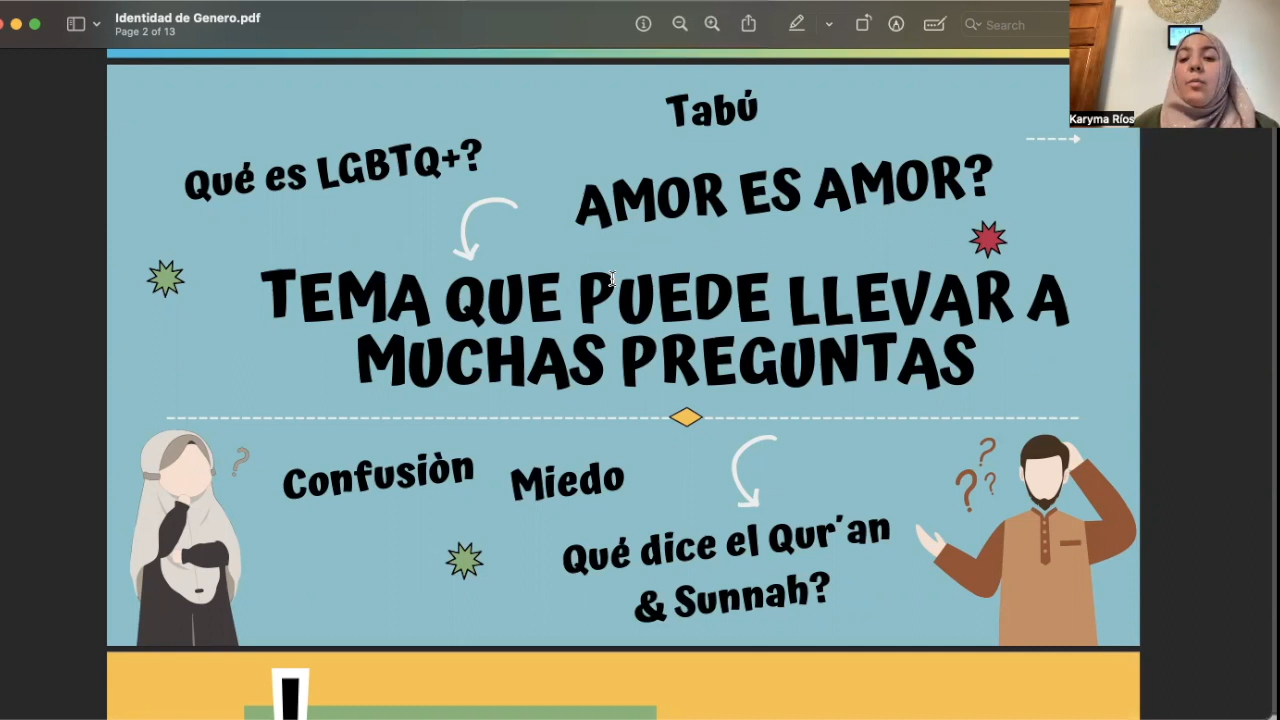 Identidad de Genero.pdf
Page 2 of 13
Search
Karyma Ríos
Tabú
Qué es LGBTQ+?
AMOR ES AMOR?
TEMA QUE PUEDE LLEVAR A
MUCHAS PREGUNTAS
?
Confusiòn
Miedo
? ? ?
Qué dice el Qur'an
& Sunnah?
!